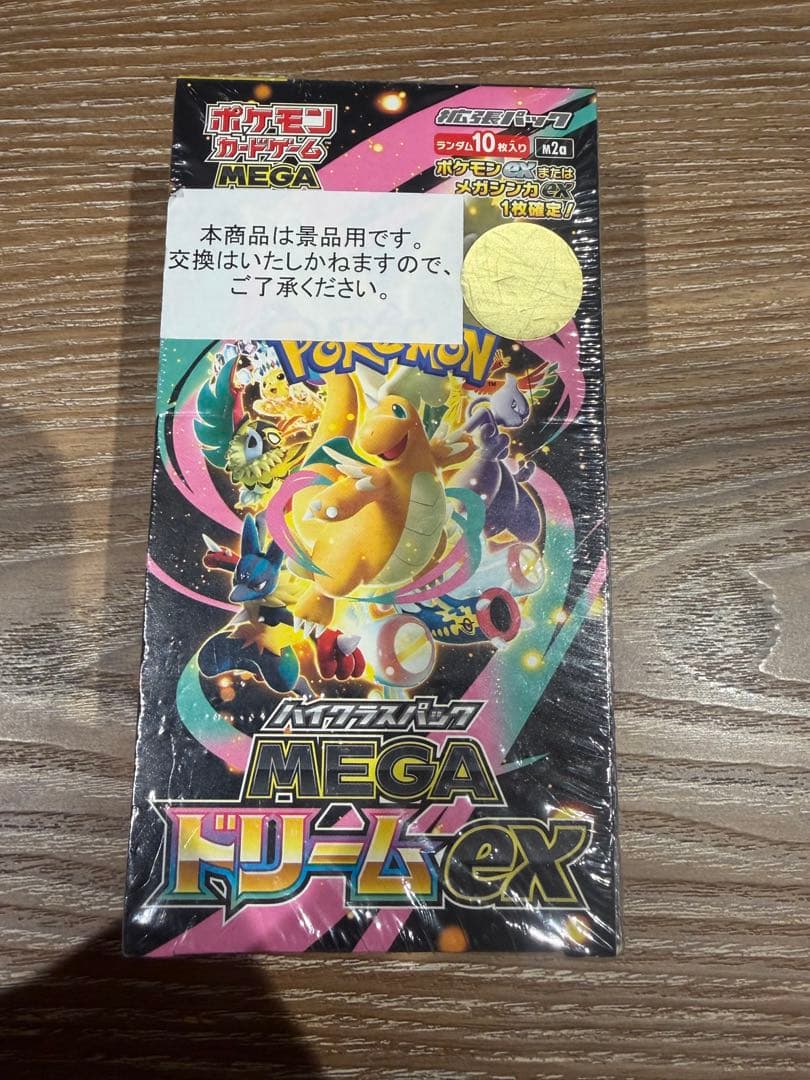 ポケモン
カードゲーム
MEGA
拡張パック
ランダム10枚入り
M2a
ポケモンexまたは
メガシンカex
1枚確定!
本商品は景品用です。
交換はいたしかねますので、
ご了承ください。
POKÉMON
ハイクラスパック
MEGA
ドリームex